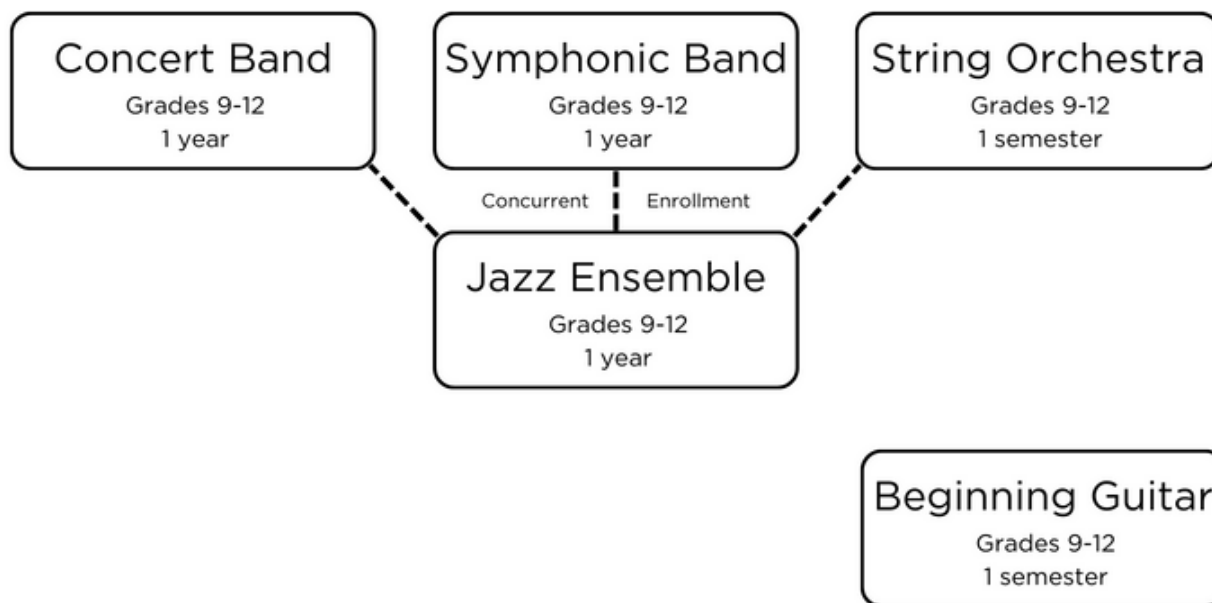 Concert Band
Grades 9-12
1 year
Symphonic Band
Grades 9-12
1 year
String Orchestra
Grades 9-12
1 semester
Concurrent Enrollment
Jazz Ensemble
Grades 9-12
1 year
Beginning Guitar
Grades 9-12
1 semester